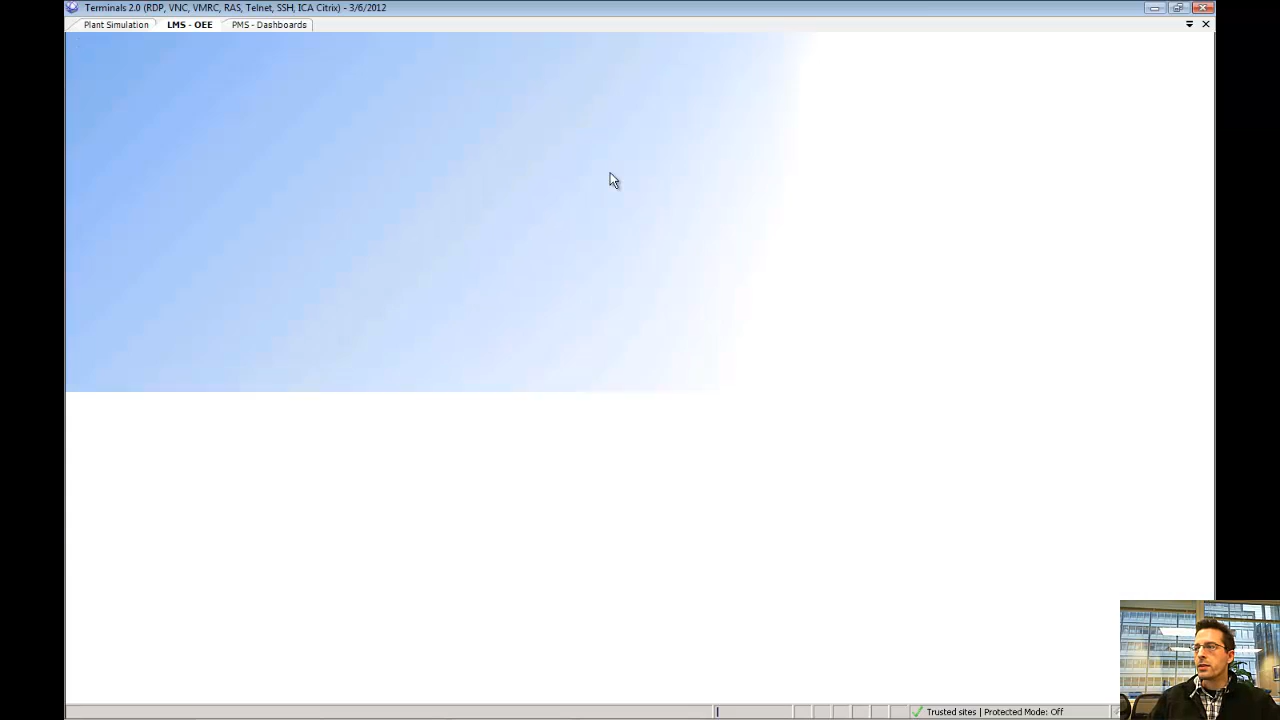 Terminals 2.0 (RDP, VNC, VMRC, RAS, Telnet, SSH, ICA Citrix) - 3/6/2012
Plant Simulation LMS - OEE PMS - Dashboards
Trusted sites | Protected Mode: Off